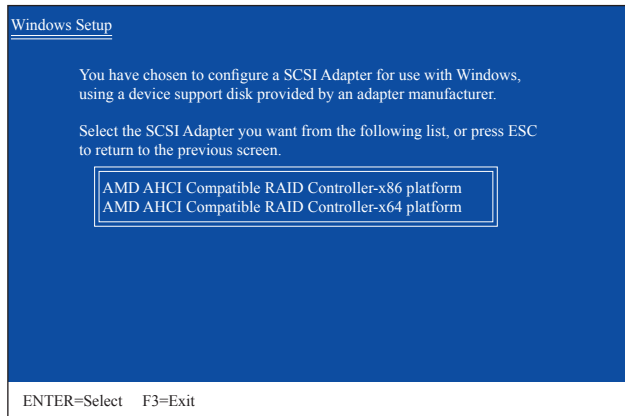 Windows Setup
You have chosen to configure a SCSI Adapter for use with Windows,
using a device support disk provided by an adapter manufacturer.
Select the SCSI Adapter you want from the following list, or press ESC
to return to the previous screen.
AMD AHCI Compatible RAID Controller-x86 platform
AMD AHCI Compatible RAID Controller-x64 platform
ENTER=Select F3=Exit